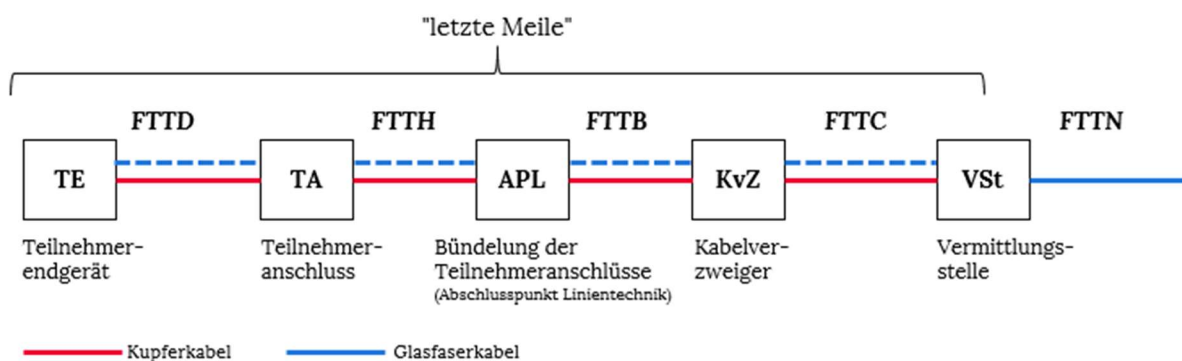 "letzte Meile"
FTTD
FTTH
FTTB
FTTC
FTTN
TE
TA
APL
KvZ
VSt
Teilnehmer-
endgerät
Teilnehmer-
anschluss
Bündelung der
Teilnehmeranschlüsse
(Abschlusspunkt Linientechnik)
Kabelver-
zweiger
Vermittlungs-
stelle
Kupferkabel
Glasfaserkabel